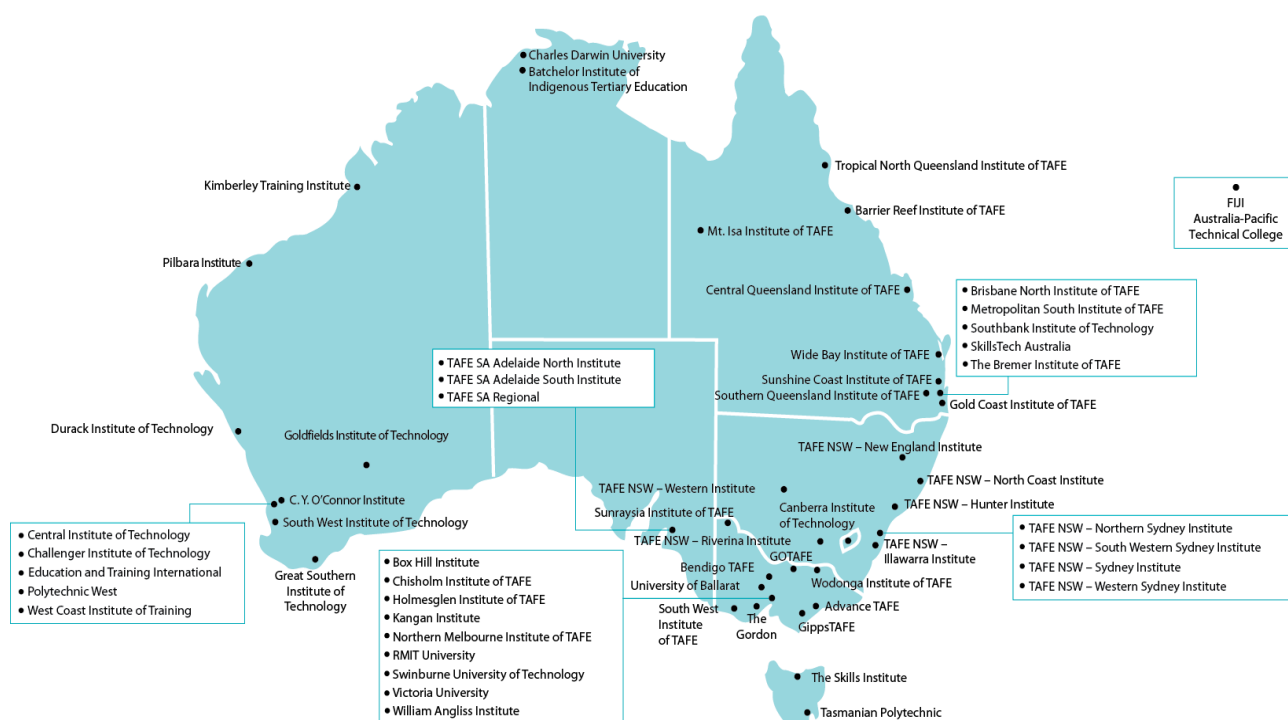 Charles Darwin University
Batchelor Institute of
Indigenous Tertiary Education
Tropical North Queensland Institute of TAFE
Kimberley Training Institute
Barrier Reef Institute of TAFE
FIJI
Australia-Pacific
Technical College
Mt. Isa Institute of TAFE
Pilbara Institute
Central Queensland Institute of TAFE
Brisbane North Institute of TAFE
Metropolitan South Institute of TAFE
Southbank Institute of Technology
SkillsTech Australia
The Bremer Institute of TAFE
Wide Bay Institute of TAFE
Sunshine Coast Institute of TAFE
Southern Queensland Institute of TAFE
Gold Coast Institute of TAFE
TAFE SA Adelaide North Institute
TAFE SA Adelaide South Institute
TAFE SA Regional
Durack Institute of Technology
Goldfields Institute of Technology
TAFE NSW – New England Institute
TAFE NSW – North Coast Institute
TAFE NSW – Western Institute
C. Y. O'Connor Institute
South West Institute of Technology
Sunraysia Institute of TAFE
Canberra Institute
of Technology
TAFE NSW – Hunter Institute
TAFE NSW – Riverina Institute
TAFE NSW –
Illawarra Institute
Central Institute of Technology
Challenger Institute of Technology
Education and Training International
Polytechnic West
West Coast Institute of Training
Great Southern
Institute of
Technology
TAFE NSW – Northern Sydney Institute
TAFE NSW – South Western Sydney Institute
TAFE NSW – Sydney Institute
TAFE NSW – Western Sydney Institute
GOTAFE
Bendigo TAFE
University of Ballarat
Wodonga Institute of TAFE
South West
Institute
of TAFE
The
Gordon
Advance TAFE
GippsTAFE
Box Hill Institute
Chisholm Institute of TAFE
Holmesglen Institute of TAFE
Kangan Institute
Northern Melbourne Institute of TAFE
RMIT University
Swinburne University of Technology
Victoria University
William Angliss Institute
The Skills Institute
Tasmanian Polytechnic